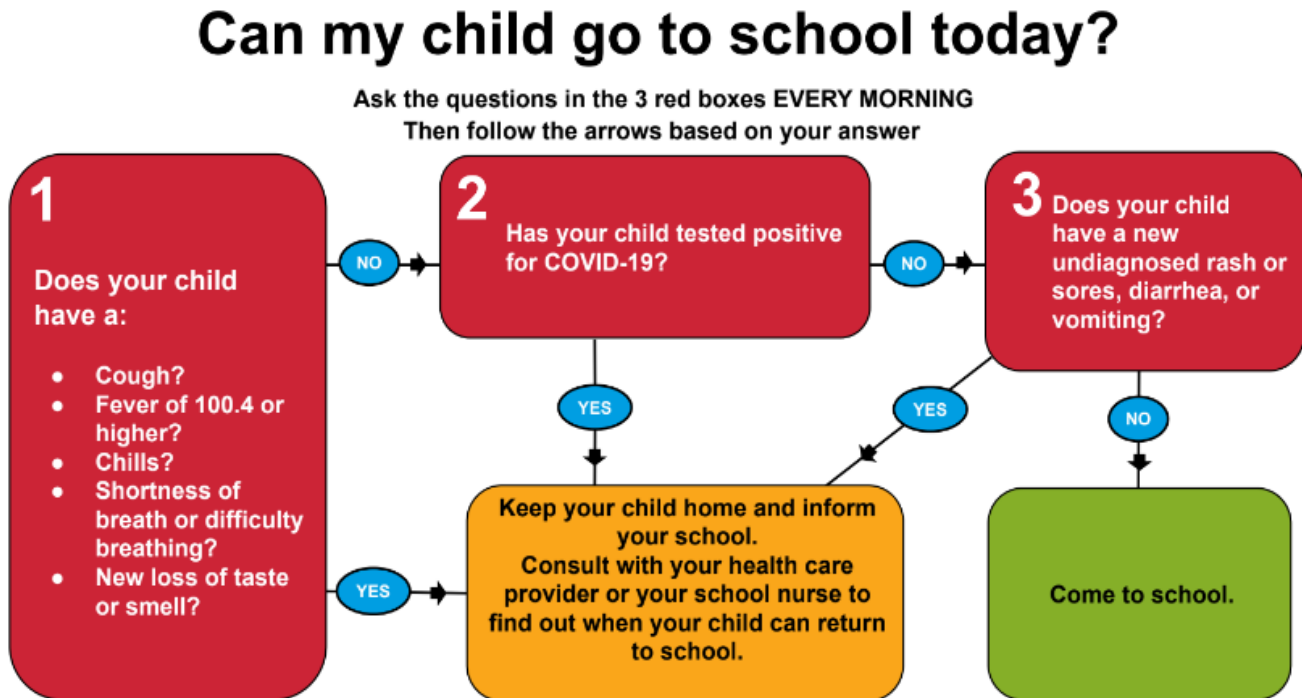 Can my child go to school today?
Ask the questions in the 3 red boxes EVERY MORNING
Then follow the arrows based on your answer
1
Does your child
have a:
● Cough?
● Fever of 100.4 or
higher?
● Chills?
● Shortness of
breath or difficulty
breathing?
● New loss of taste
or smell?
NO
2
Has your child tested positive
for COVID-19?
NO
3
Does your child
have a new
undiagnosed rash or
sores, diarrhea, or
vomiting?
YES
YES
NO
YES
Keep your child home and inform
your school.
Consult with your health care
provider or your school nurse to
find out when your child can return
to school.
Come to school.